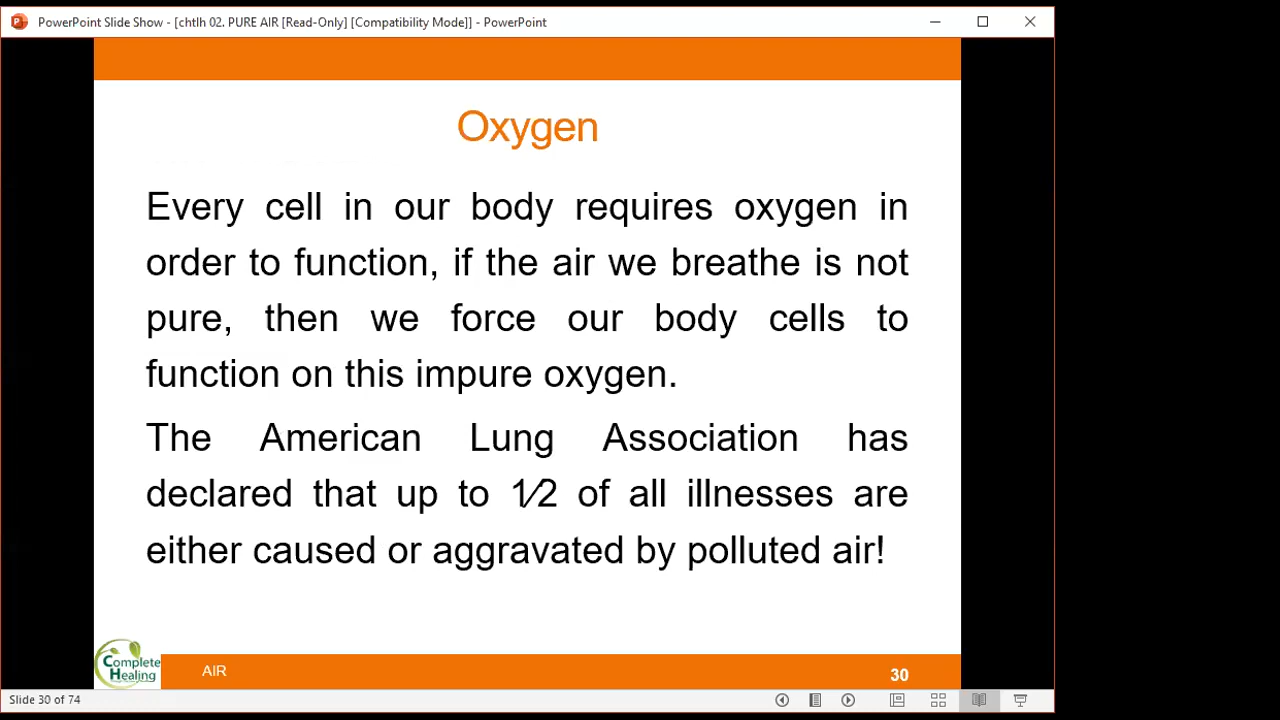 PowerPoint Slide Show - [chtlh 02. PURE AIR [Read-Only] [Compatibility Mode]] - PowerPoint
Oxygen
Every cell in our body requires oxygen in
order to function, if the air we breathe is not
pure, then we force our body cells to
function on this impure oxygen.
The American Lung Association has
declared that up to 1⁄2 of all illnesses are
either caused or aggravated by polluted air!
Complete
Healing
AIR
30
Slide 30 of 74